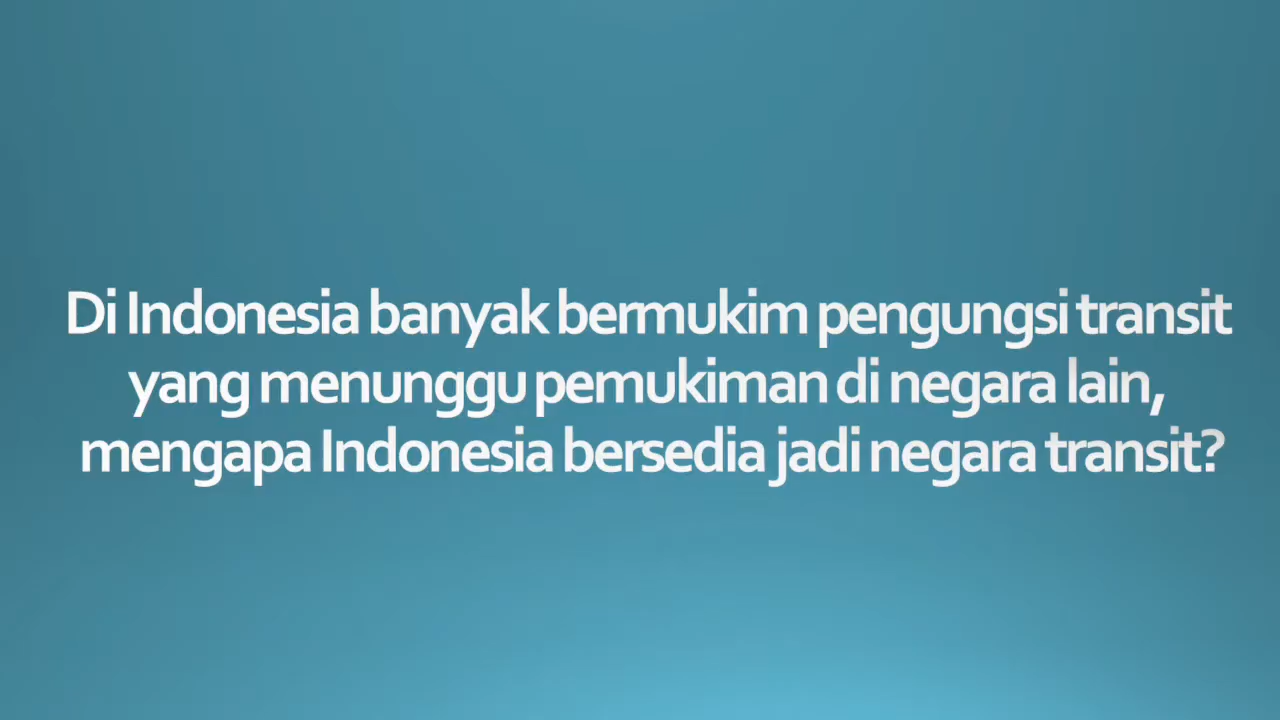 Di Indonesia banyak bermukim pengungsi transit
yang menunggu pemukiman di negara lain,
mengapa Indonesia bersedia jadi negara transit?